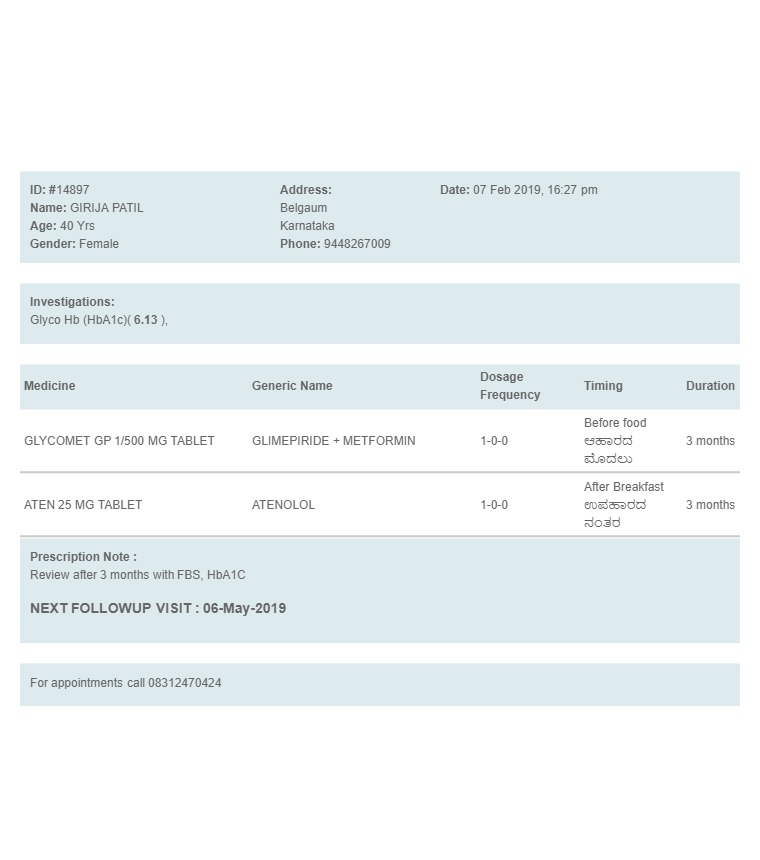 ID: #14897
Name: GIRIJA PATIL
Age: 40 Yrs
Gender: Female
Address:
Belgaum
Karnataka
Phone: 9448267009
Date: 07 Feb 2019, 16:27 pm
Investigations:
Glyco Hb (HbA1c)( 6.13 ),
Medicine
Generic Name
Dosage
Frequency
Timing
Duration
GLYCOMET GP 1/500 MG TABLET
GLIMEPIRIDE + METFORMIN
1-0-0
Before food
ಆಹಾರದ
ಮೊದಲು
3 months
ATEN 25 MG TABLET
ATENOLOL
1-0-0
After Breakfast
ಉಪಹಾರದ
ನಂತರ
3 months
Prescription Note :
Review after 3 months with FBS, HbA1C
NEXT FOLLOWUP VISIT : 06-May-2019
For appointments call 08312470424